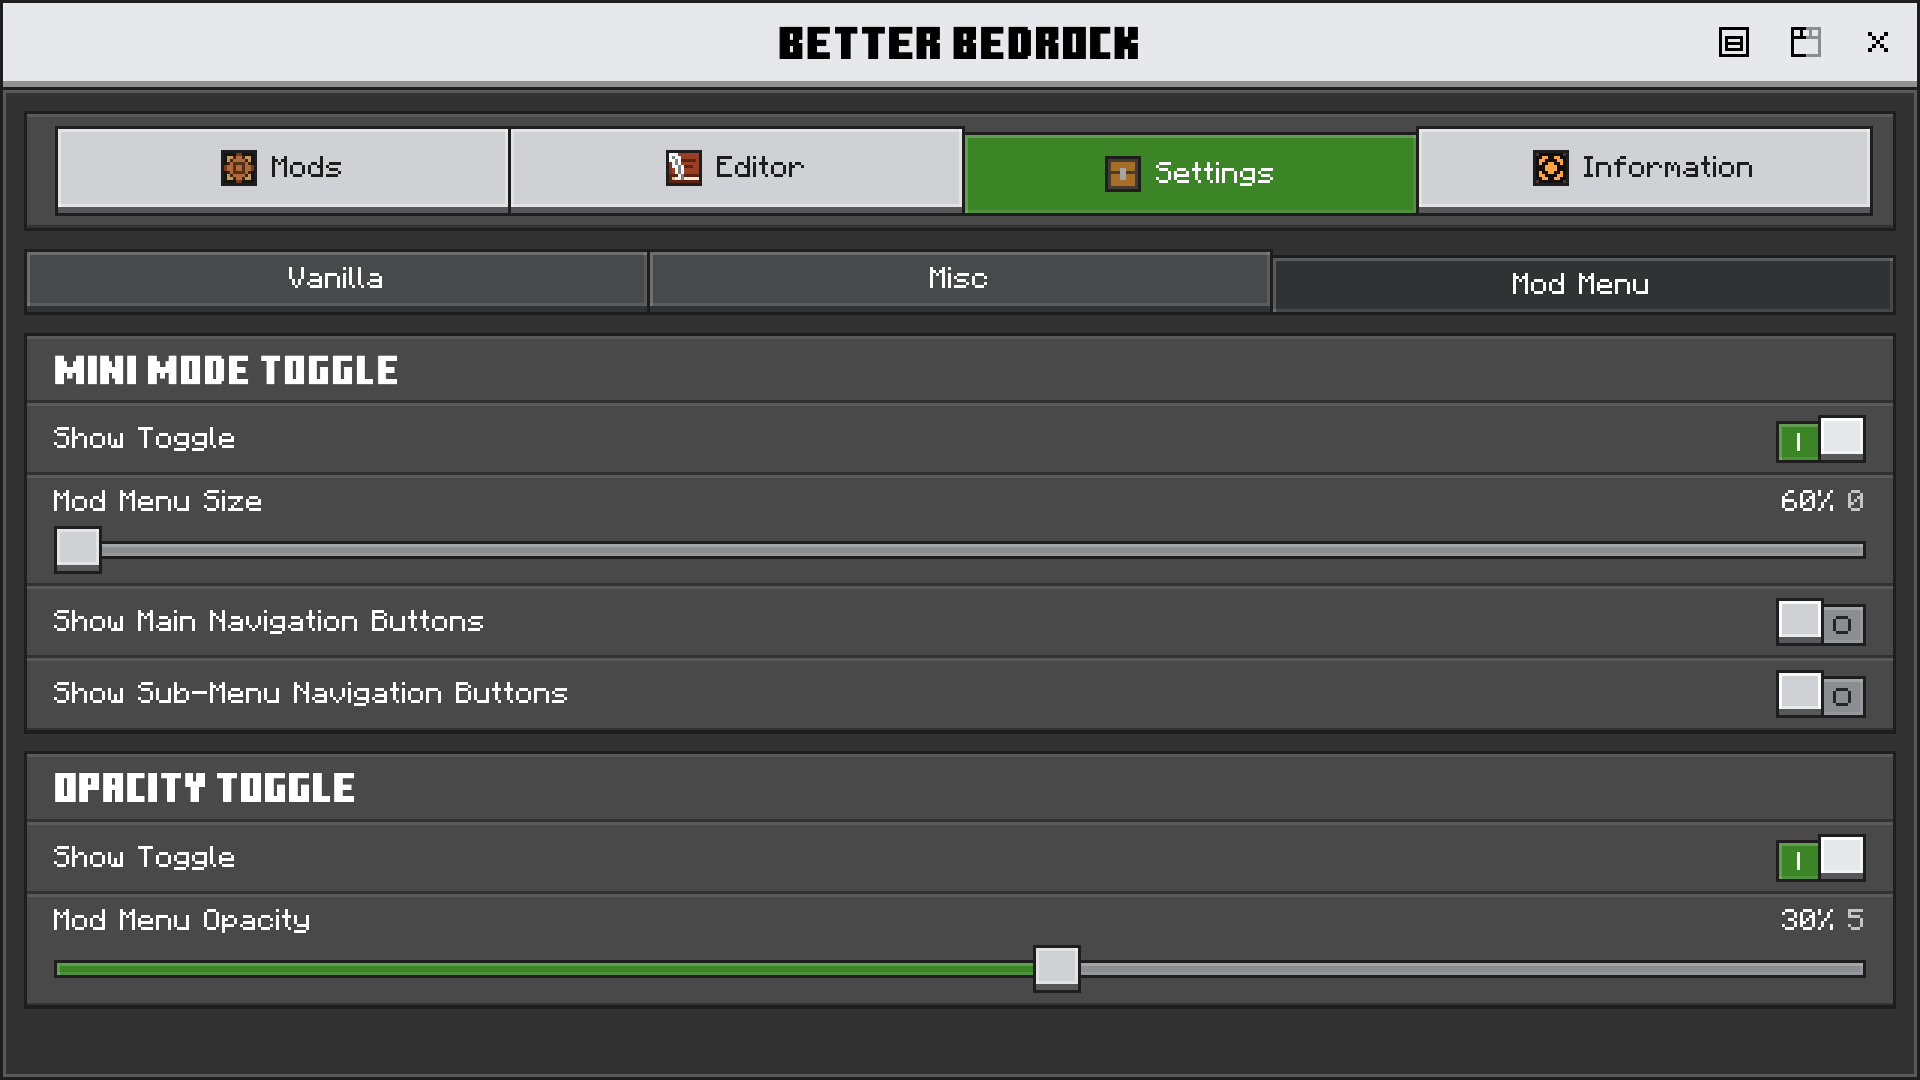 BETTER BEDROCK
Mods
Editor
Settings
Information
Vanilla
Misc
Mod Menu
MINI MODE TOGGLE
Show Toggle
Mod Menu Size
60% 0
Show Main Navigation Buttons
Show Sub-Menu Navigation Buttons
OPACITY TOGGLE
Show Toggle
Mod Menu Opacity
30% 5